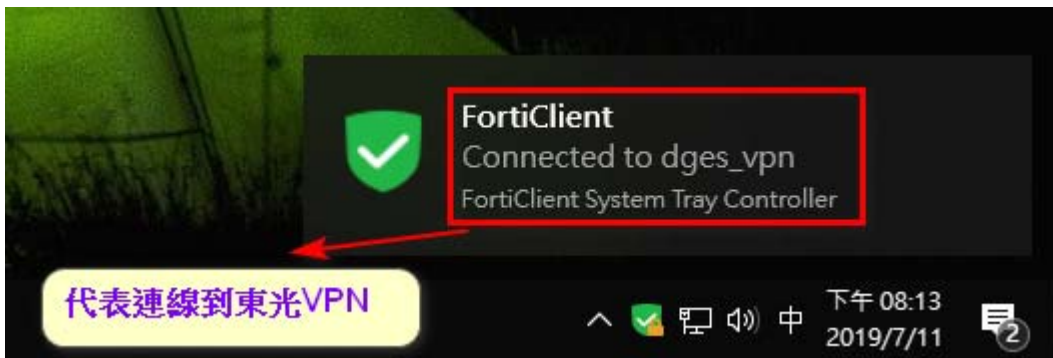 FortiClient
Connected to dges_vpn
FortiClient System Tray Controller
代表連線到東光VPN
中
下午 08:13
2019/7/11
2